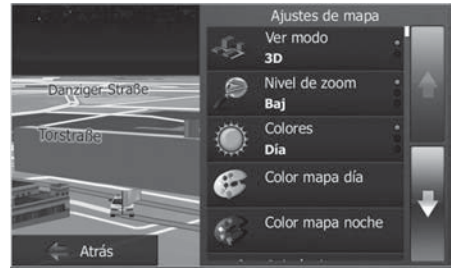 Ajustes de mapa
Ver modo
3D
Danziger Straße
Nivel de zoom
Baj
Torstraße
Colores
Día
Color mapa día
Color mapa noche
Atrás